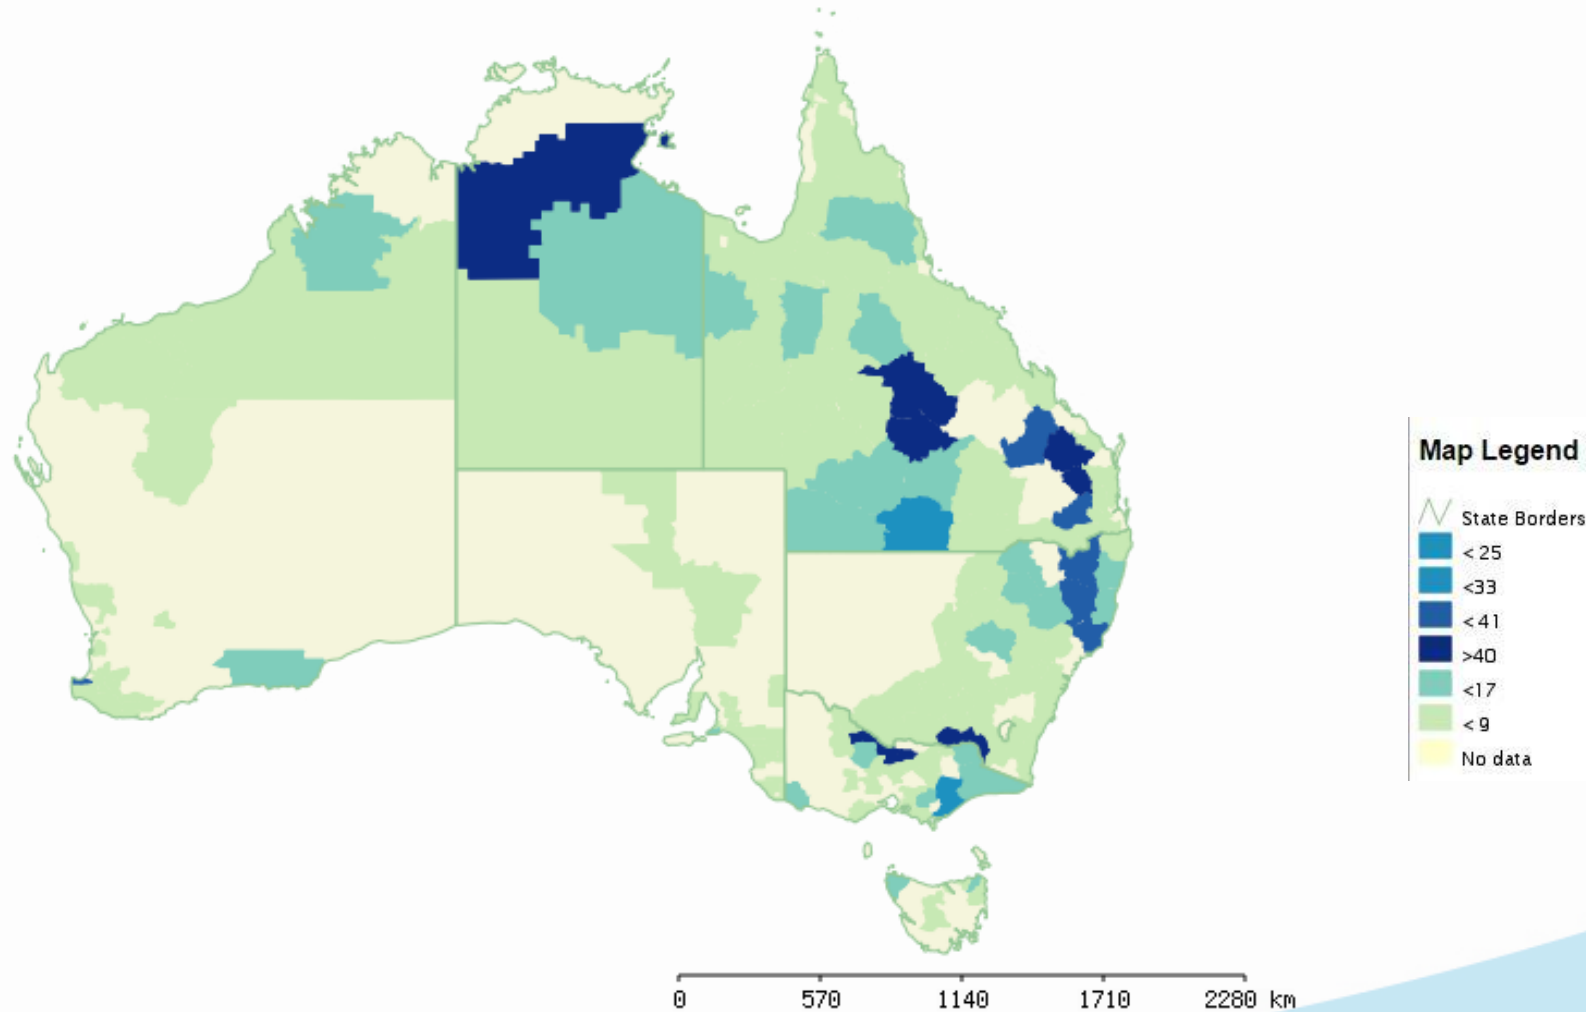 Map Legend
State Borders
< 25
<33
< 41
>40
<17
< 9
No data
0 570 1140 1710 2280 km